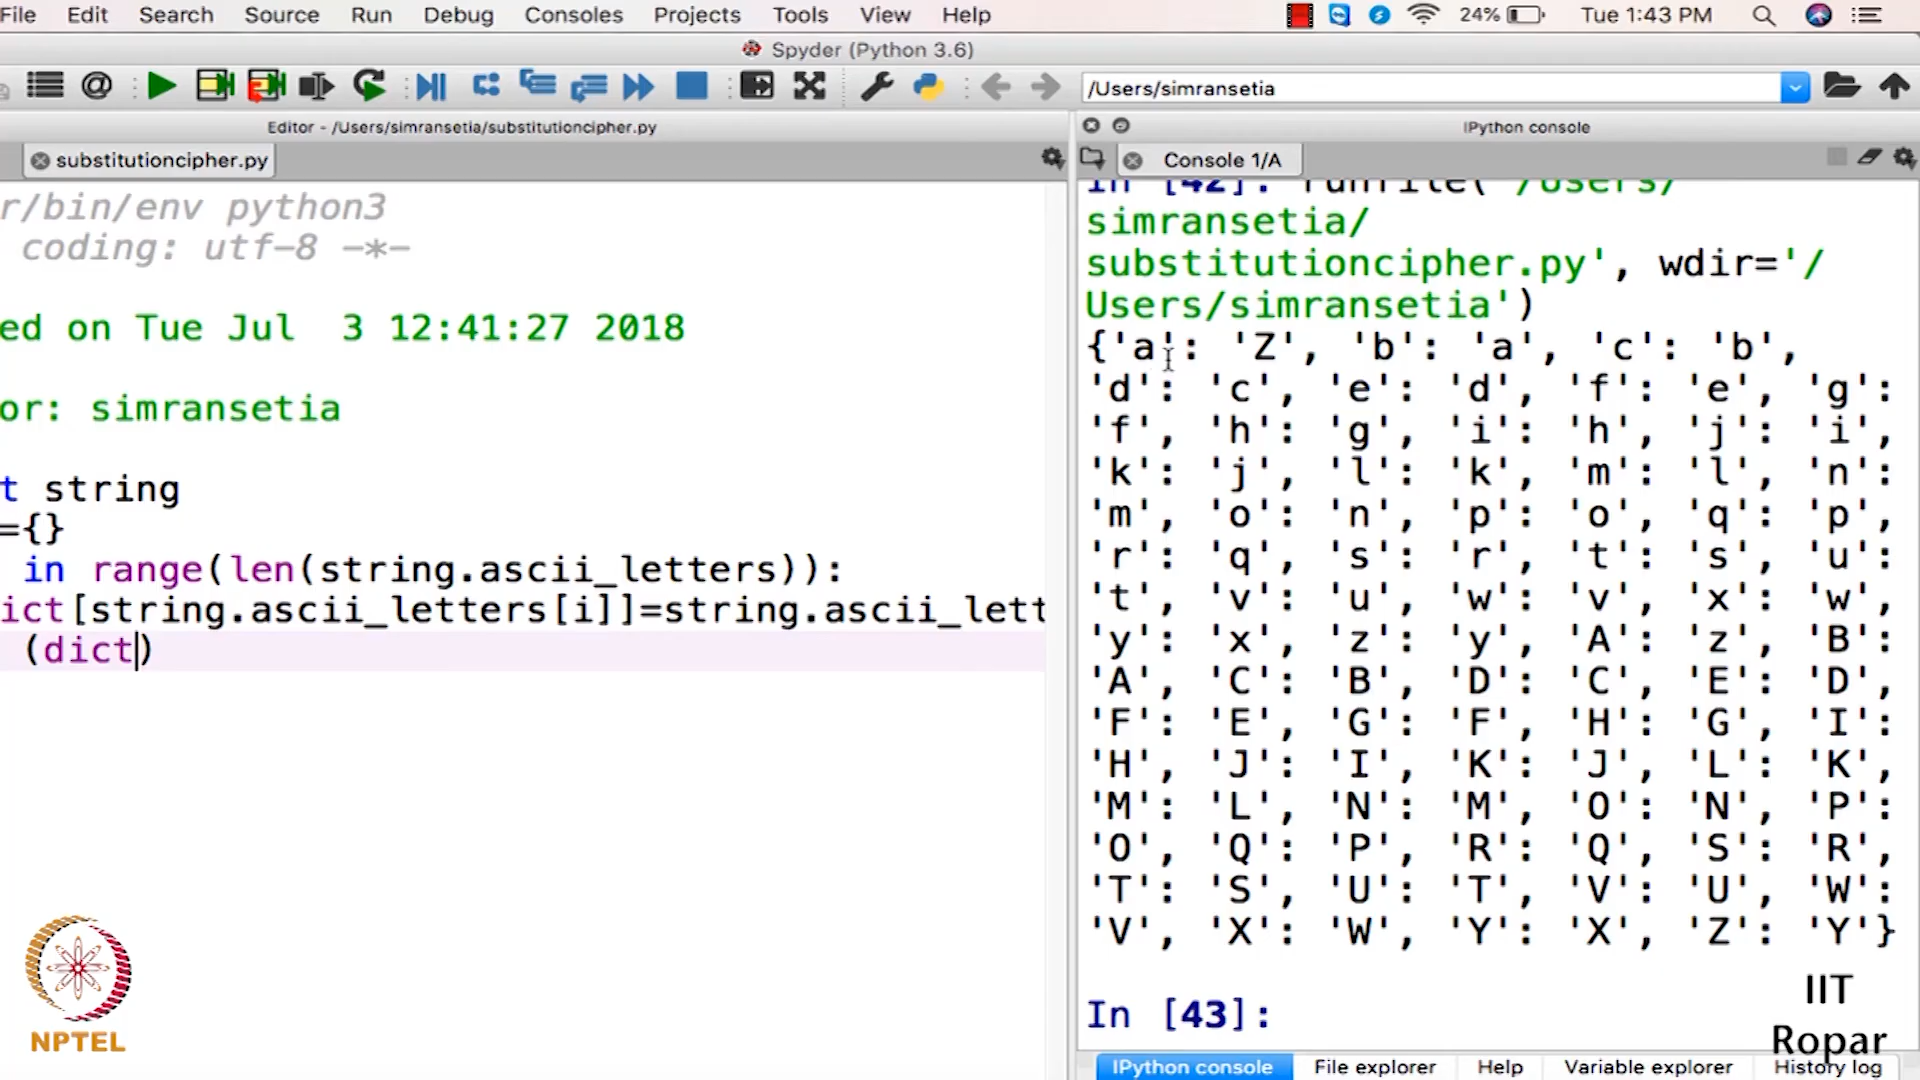 File Edit Search Source Run Debug Consoles Projects Tools View Help 24% Tue 1:43 PM
Spyder (Python 3.6)
/Users/simransetia
Editor - /Users/simransetia/substitutioncipher.py
substitutioncipher.py
r/bin/env python3
coding: utf-8 -*-
ed on Tue Jul  3 12:41:27 2018
or: simransetia
t string
={}
in range(len(string.ascii_letters)):
ict[string.ascii_letters[i]]=string.ascii_lett
(dict)
IPython console
Console 1/A
In [42]: runfile('/Users/
simransetia/
substitutioncipher.py', wdir='/
Users/simransetia')
{'a': 'Z', 'b': 'a', 'c': 'b',
'd': 'c', 'e': 'd', 'f': 'e', 'g':
'f', 'h': 'g', 'i': 'h', 'j': 'i',
'k': 'j', 'l': 'k', 'm': 'l', 'n':
'm', 'o': 'n', 'p': 'o', 'q': 'p',
'r': 'q', 's': 'r', 't': 's', 'u':
't', 'v': 'u', 'w': 'v', 'x': 'w',
'y': 'x', 'z': 'y', 'A': 'z', 'B':
'A', 'C': 'B', 'D': 'C', 'E': 'D',
'F': 'E', 'G': 'F', 'H': 'G', 'I':
'H', 'J': 'I', 'K': 'J', 'L': 'K',
'M': 'L', 'N': 'M', 'O': 'N', 'P':
'O', 'Q': 'P', 'R': 'Q', 'S': 'R',
'T': 'S', 'U': 'T', 'V': 'U', 'W':
'V', 'X': 'W', 'Y': 'X', 'Z': 'Y'}
In [43]:
IPython console File explorer Help Variable explorer History log
NPTEL
IIT
Ropar